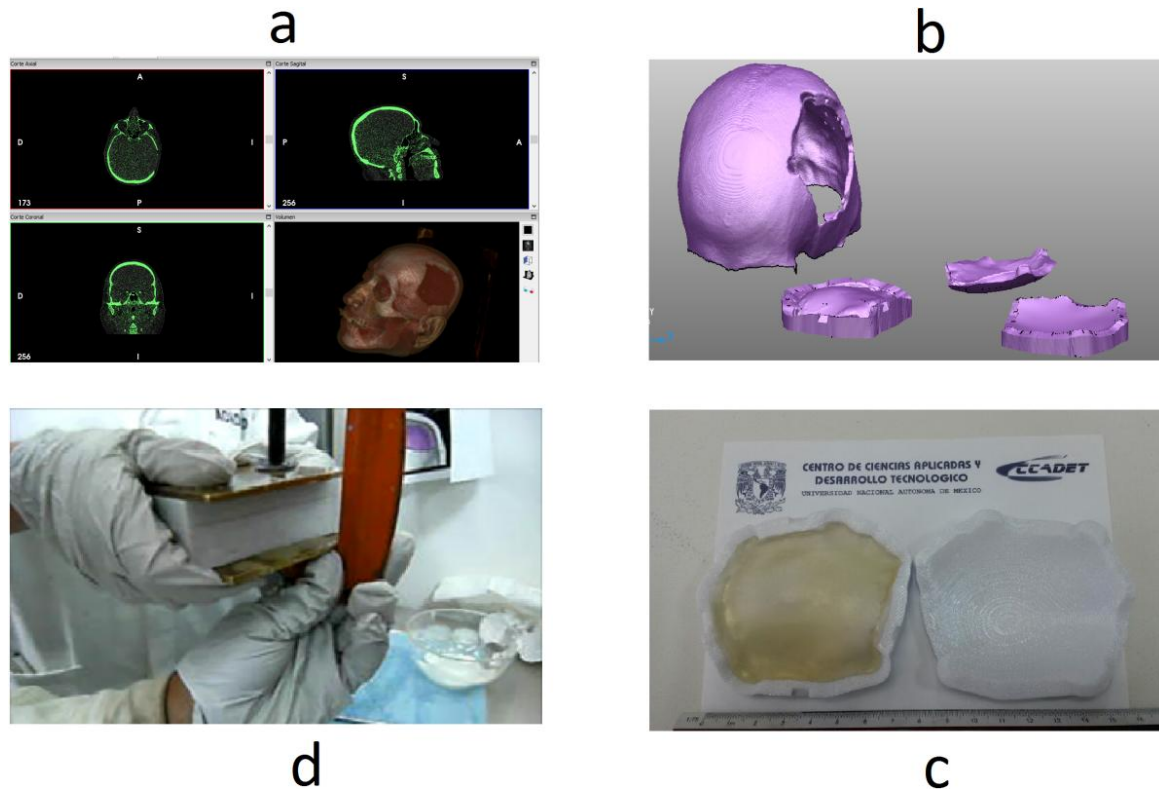 a
b
Corte Axial
Corte Sagital
A
S
D
I
P
A
173
P
256
I
Corte Coronal
Volumen
S
D
I
256
I
Y
CENTRO DE CIENCIAS APLICADAS Y
DESARROLLO TECNOLOGICO
UNIVERSIDAD NACIONAL AUTONOMA DE MEXICO
CCADET
d
c